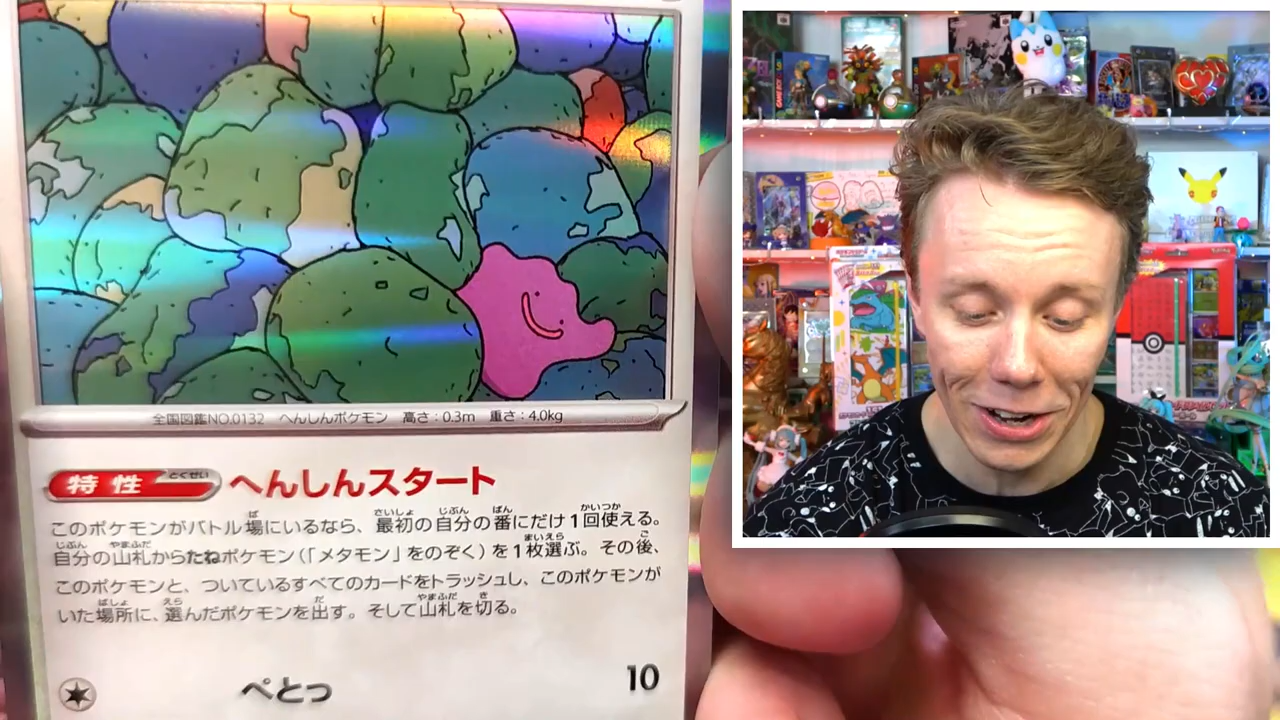 全国図鑑NO.0132 へんしんポケモン 高さ:0.3m 重さ:4.0kg
特性 とくせい へんしんスタート
このポケモンがバトル場にいるなら、最初の自分の番にだけ1回使える。
自分の山札からたねポケモン(「メタモン」をのぞく)を1枚選ぶ。その後、
このポケモンと、ついているすべてのカードをトラッシュし、このポケモンが
いた場所に、選んだポケモンを出す。そして山札を切る。
ぺとっ 10